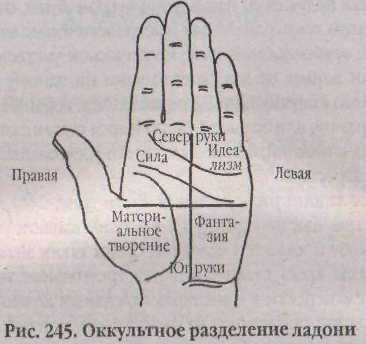 Север руки
Сила
Идеа-
лизм
Правая
Левая
Матери-
альное
творение
Фанта-
зия
Юг руки
Рис. 245. Оккультное разделение ладони